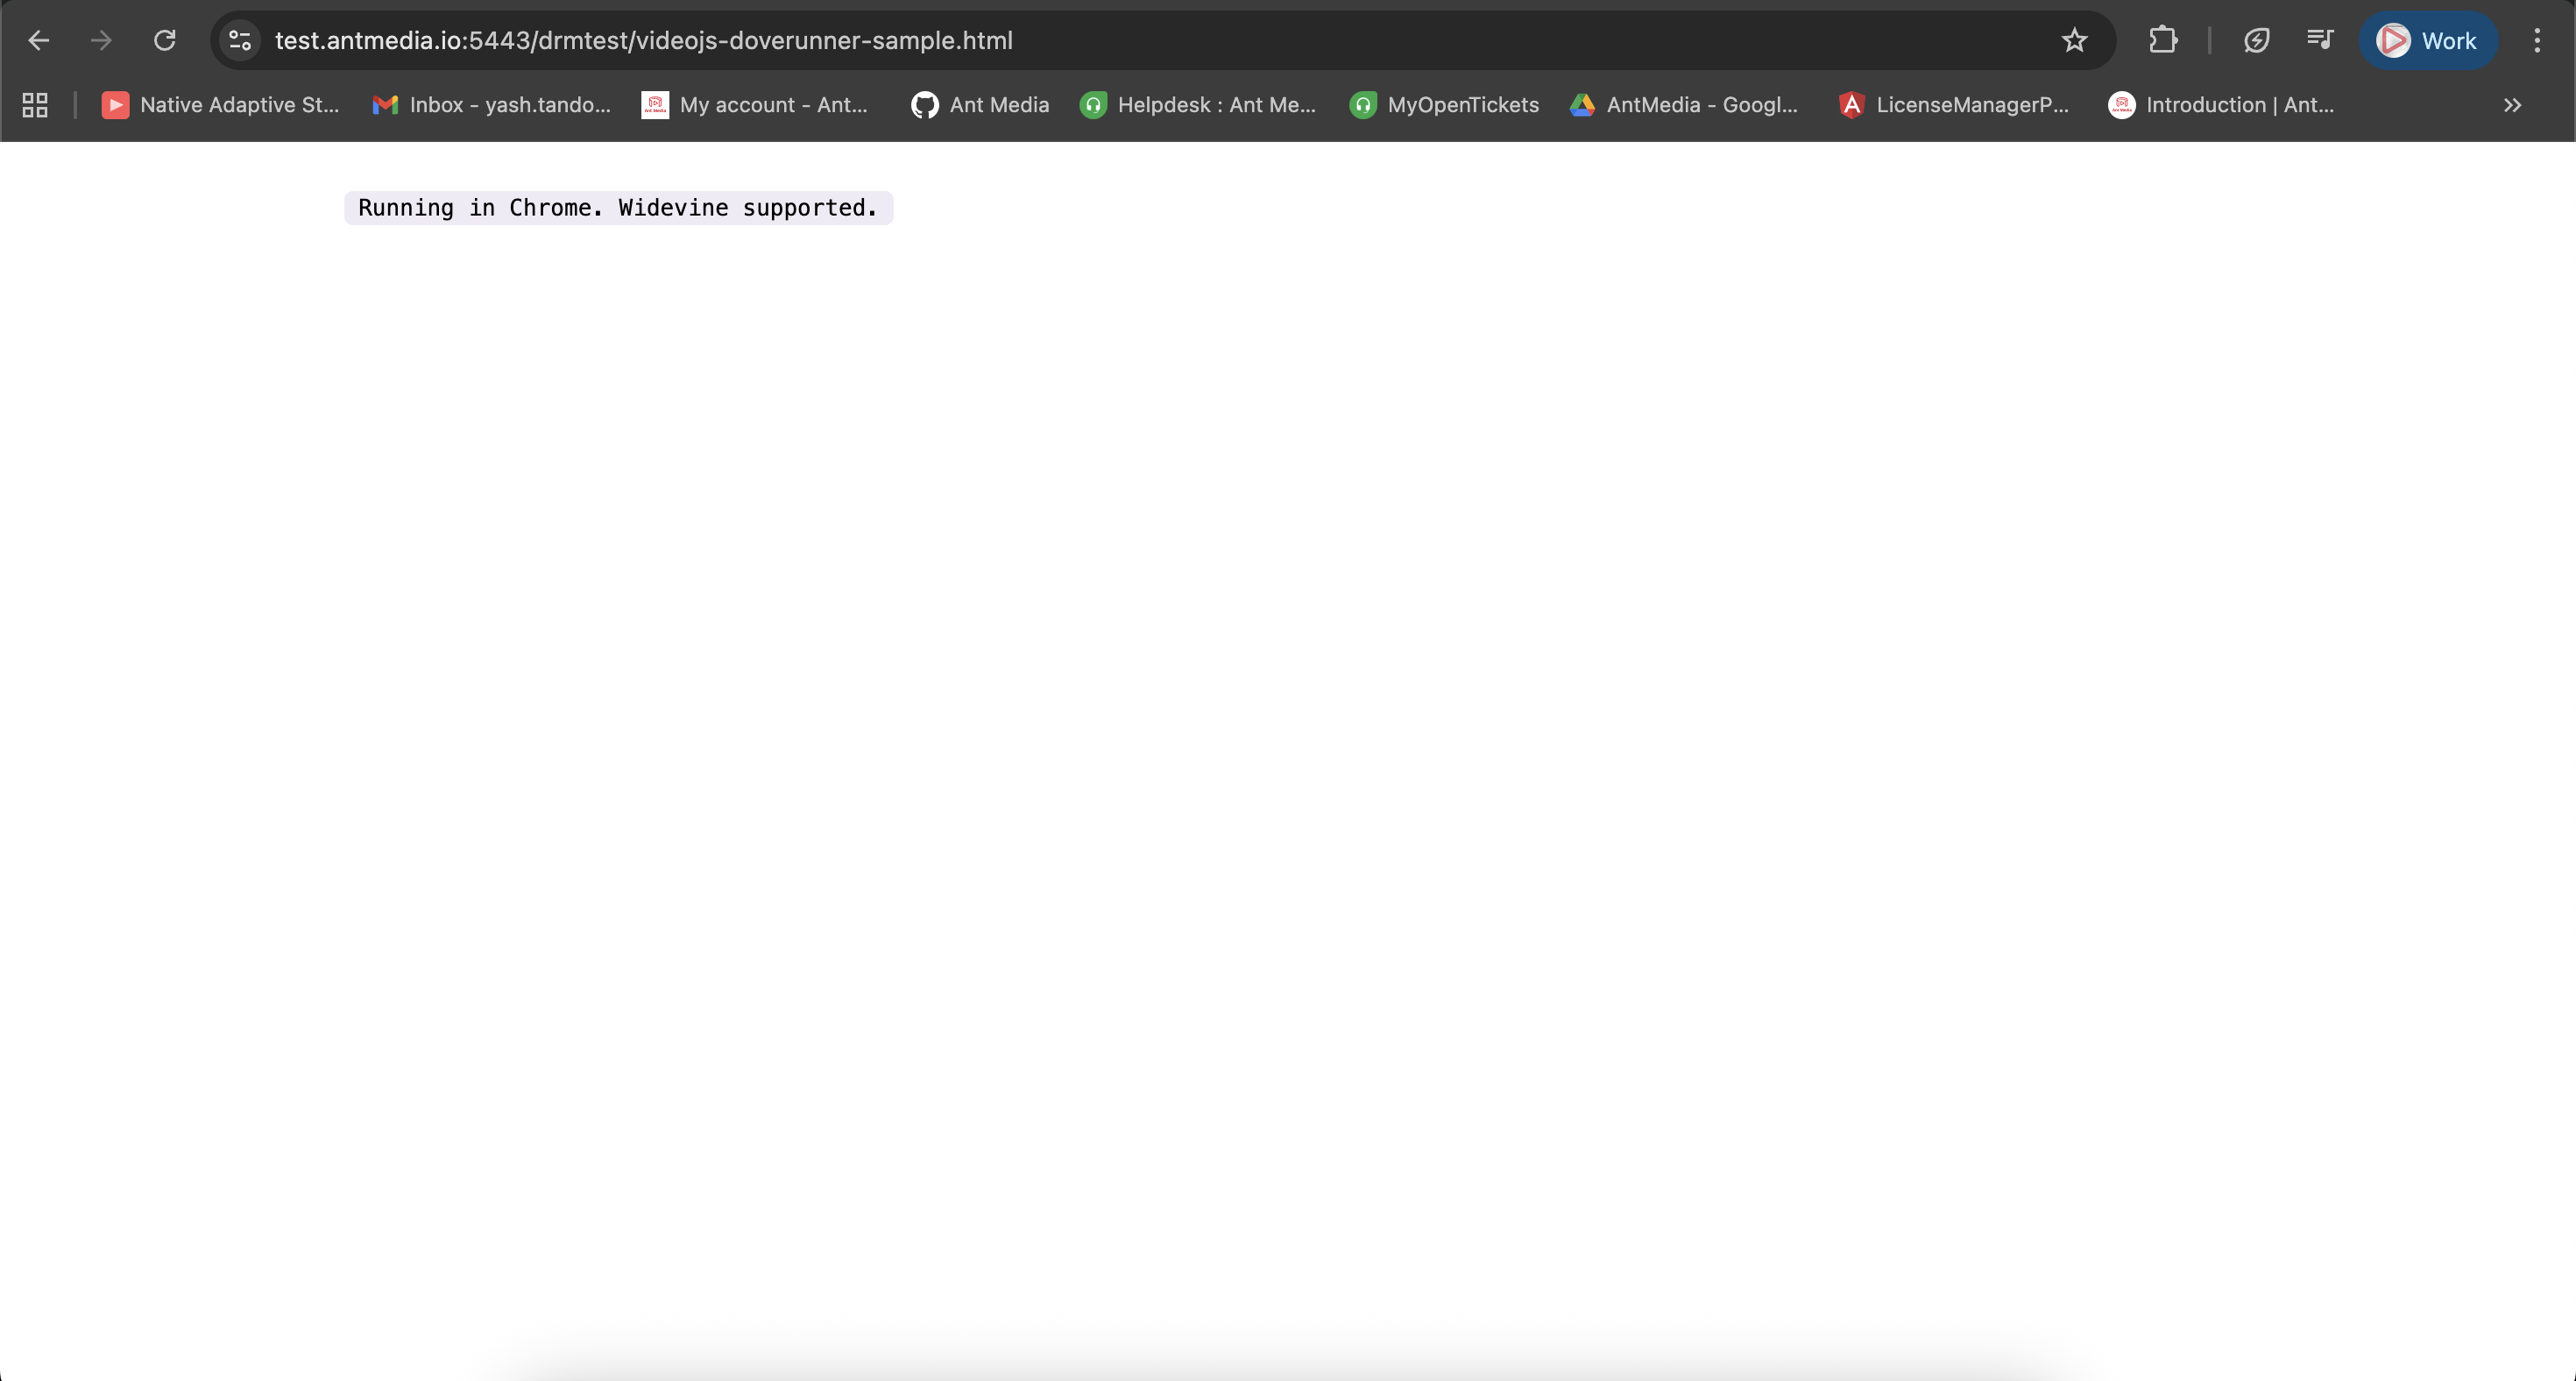 test.antmedia.io:5443/drmtest/videojs-doverunner-sample.html
Work
Native Adaptive St...
Inbox - yash.tando...
My account - Ant...
Ant Media
Helpdesk : Ant Me...
MyOpenTickets
AntMedia - Googl...
LicenseManagerP...
Introduction | Ant...
Running in Chrome. Widevine supported.